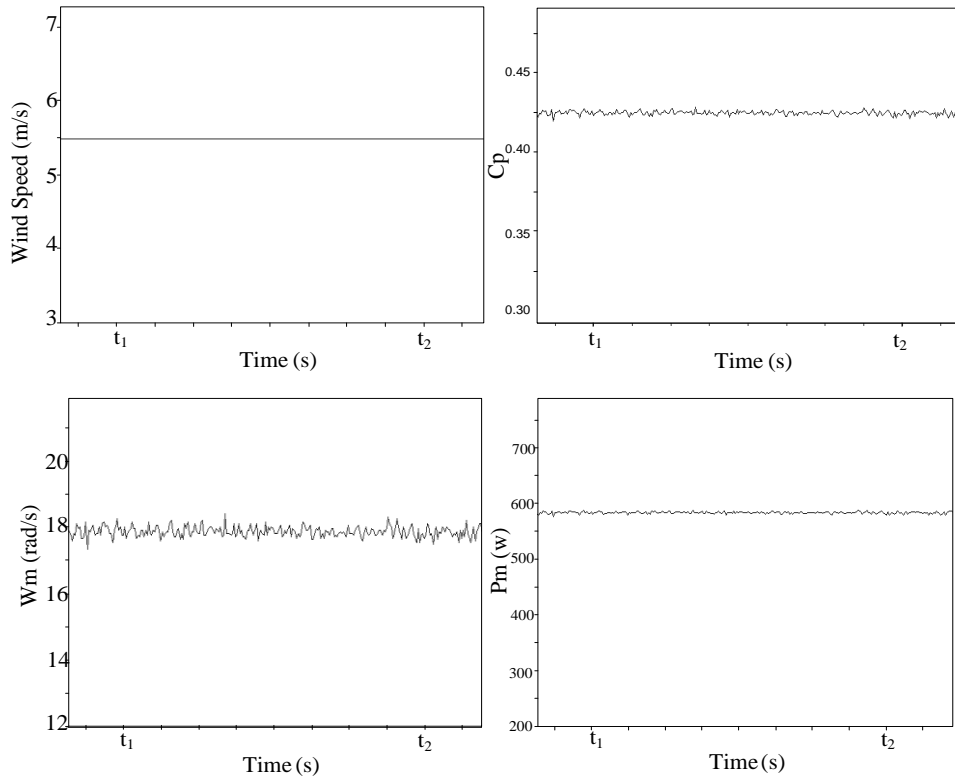 Wind Speed (m/s)
7
6
5
4
3
t1
t2
Time (s)
Cp
0.45
0.40
0.35
0.30
t1
t2
Time (s)
Wm (rad/s)
20
18
16
14
12
t1
t2
Time (s)
Pm (w)
700
600
500
400
300
200
t1
t2
Time (s)